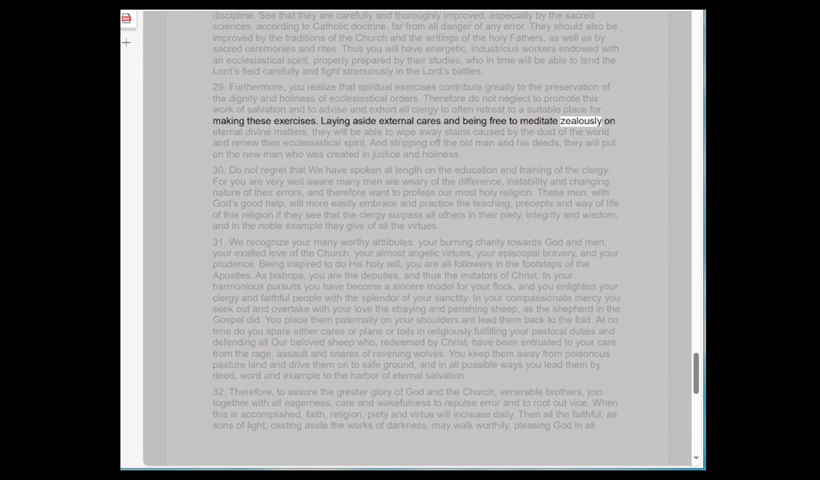 discipline. See that they are carefully and thoroughly improved, especially by the sacred
sciences, according to Catholic doctrine, far from all danger of any error. They should also be
improved by the traditions of the Church and the writings of the holy Fathers, as well as by
sacred ceremonies and rites. Thus you will have energetic, industrious workers endowed with
an ecclesiastical spirit, properly prepared by their studies, who in time will be able to tend the
Lord's field carefully and fight strenuously in the Lord's battles.
29. Furthermore, you realize that spiritual exercises contribute greatly to the preservation of
the dignity and holiness of ecclesiastical orders. Therefore do not neglect to promote this
work of salvation and to advise and exhort all clergy to often retreat to a suitable place for
making these exercises. Laying aside external cares and being free to meditate zealously on
eternal divine matters, they will be able to wipe away stains caused by the dust of the world
and renew their ecclesiastical spirit. And stripping off the old man and his deeds, they will put
on the new man who was created in justice and holiness.
30. Do not regret that We have spoken at length on the education and training of the clergy.
For you are very well aware many men are weary of the difference, instability and changing
nature of their errors, and therefore want to profess our most holy religion. These men, with
God's good help, will more easily embrace and practice the teaching, precepts and way of life
of this religion if they see that the clergy surpass all others in their piety, integrity and wisdom,
and in the noble example they give of all the virtues.
31. We recognize your many worthy attributes: your burning charity towards God and men,
your exalted love of the Church, your almost angelic virtues, your episcopal bravery, and your
prudence. Being inspired to do His holy will, you are all followers in the footsteps of the
Apostles. As bishops, you are the deputies, and thus the imitators of Christ. In your
harmonious pursuits you have become a sincere model for your flock, and you enlighten your
clergy and faithful people with the splendor of your sanctity. In your compassionate mercy you
seek out and overtake with your love the straying and perishing sheep, as the shepherd in the
Gospel did. You place them paternally on your shoulders ant lead them back to the fold. At no
time do you spare either cares or plans or toils in religiously fulfilling your pastoral duties and
defending all Our beloved sheep who, redeemed by Christ, have been entrusted to your care
from the rage, assault and snares of ravening wolves. You keep them away from poisonous
pasture land and drive them on to safe ground, and in all possible ways you lead them by
deed, word and example to the harbor of eternal salvation.
32. Therefore, to assure the greater glory of God and the Church, venerable brothers, join
together with all eagerness, care and wakefulness to repulse error and to root out vice. When
this is accomplished, faith, religion, piety and virtue will increase daily. Then all the faithful, as
sons of light, casting aside the works of darkness, may walk worthily, pleasing God in all